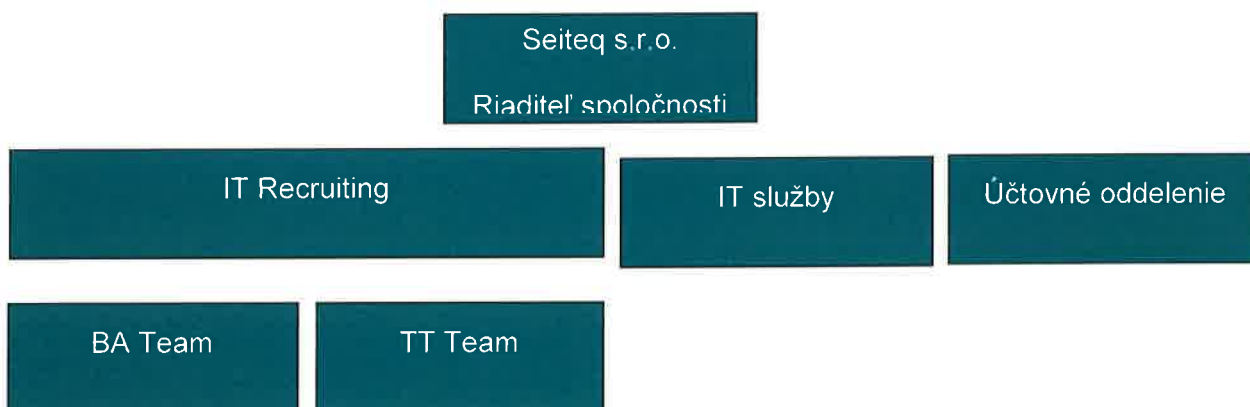 Seiteq s.r.o.
Riaditeľ spoločnosti
IT Recruiting
IT služby
Účtovné oddelenie
BA Team
TT Team